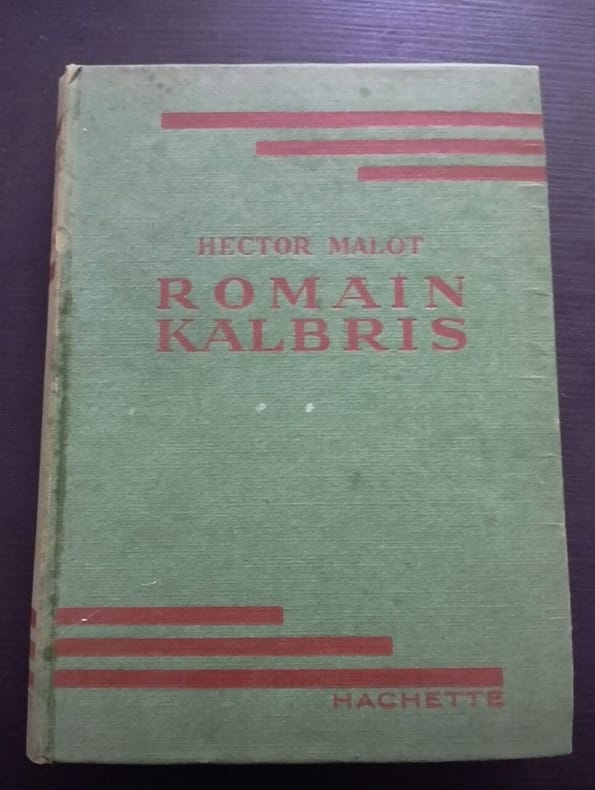 HECTOR MALOT
ROMAIN
KALBRIS
HACHETTE